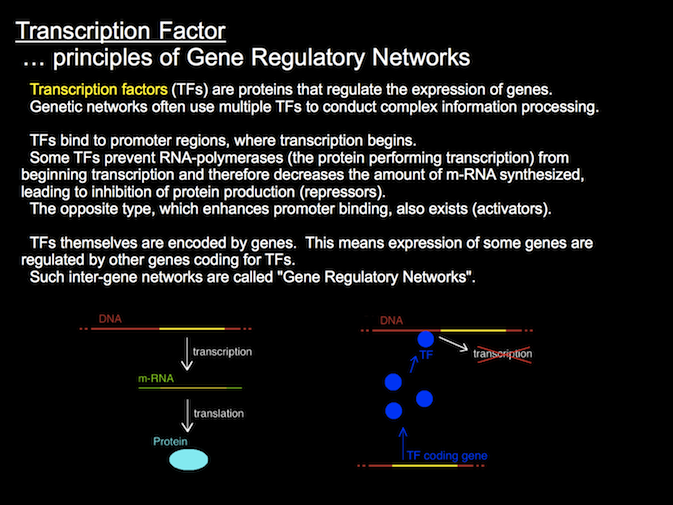 Transcription Factor
... principles of Gene Regulatory Networks
Transcription factors (TFs) are proteins that regulate the expression of genes.
Genetic networks often use multiple TFs to conduct complex information processing.
TFs bind to promoter regions, where transcription begins.
Some TFs prevent RNA-polymerases (the protein performing transcription) from
beginning transcription and therefore decreases the amount of m-RNA synthesized,
leading to inhibition of protein production (repressors).
The opposite type, which enhances promoter binding, also exists (activators).
TFs themselves are encoded by genes.  This means expression of some genes are
regulated by other genes coding for TFs.
Such inter-gene networks are called "Gene Regulatory Networks".
DNA
transcription
m-RNA
translation
Protein
DNA
TF
transcription
TF coding gene